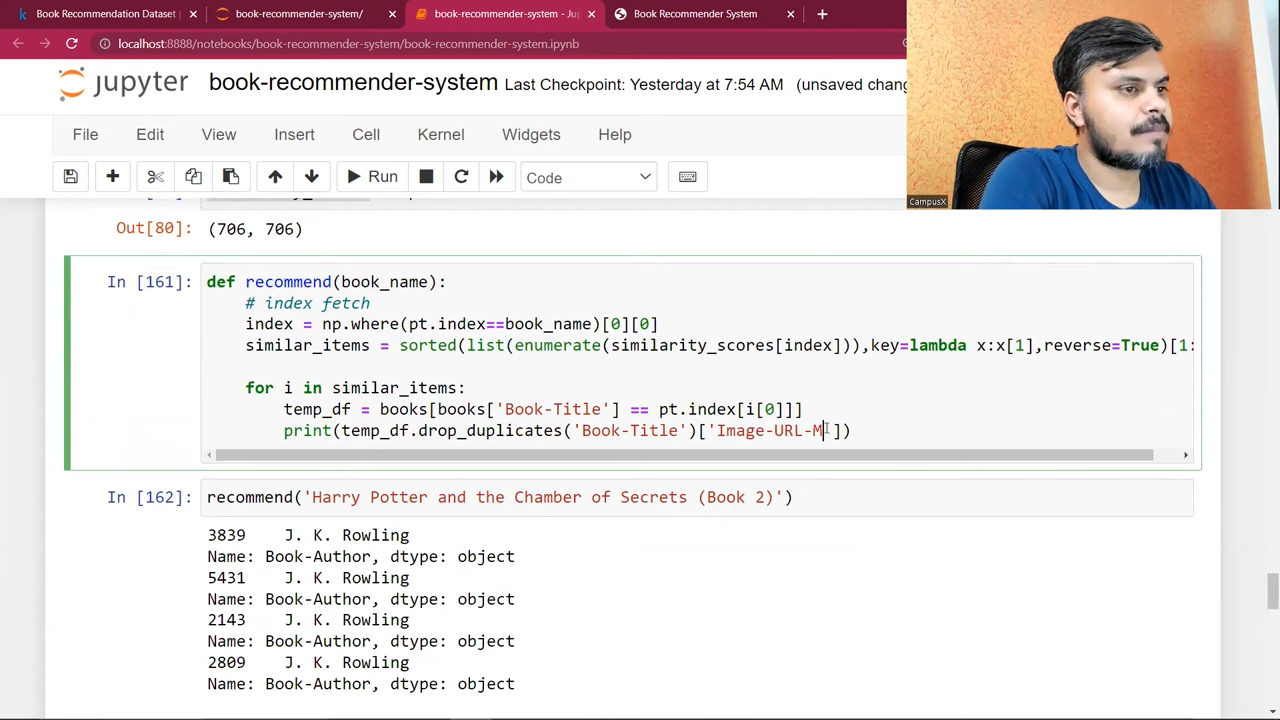 Book Recommendation Dataset
book-recommender-system/
book-recommender-system - Ju
Book Recommender System
localhost:8888/notebooks/book-recommender-system/book-recommender-system.ipynb
jupyter book-recommender-system Last Checkpoint: Yesterday at 7:54 AM (unsaved chang
File Edit View Insert Cell Kernel Widgets Help
Run Code
CampusX
Out[80]: (706, 706)
In [161]: def recommend(book_name):
# index fetch
index = np.where(pt.index==book_name)[0][0]
similar_items = sorted(list(enumerate(similarity_scores[index])),key=lambda x:x[1],reverse=True)[1:
for i in similar_items:
temp_df = books[books['Book-Title'] == pt.index[i[0]]]
print(temp_df.drop_duplicates('Book-Title')['Image-URL-M'])
In [162]: recommend('Harry Potter and the Chamber of Secrets (Book 2)')
3839 J. K. Rowling
Name: Book-Author, dtype: object
5431 J. K. Rowling
Name: Book-Author, dtype: object
2143 J. K. Rowling
Name: Book-Author, dtype: object
2809 J. K. Rowling
Name: Book-Author, dtype: object